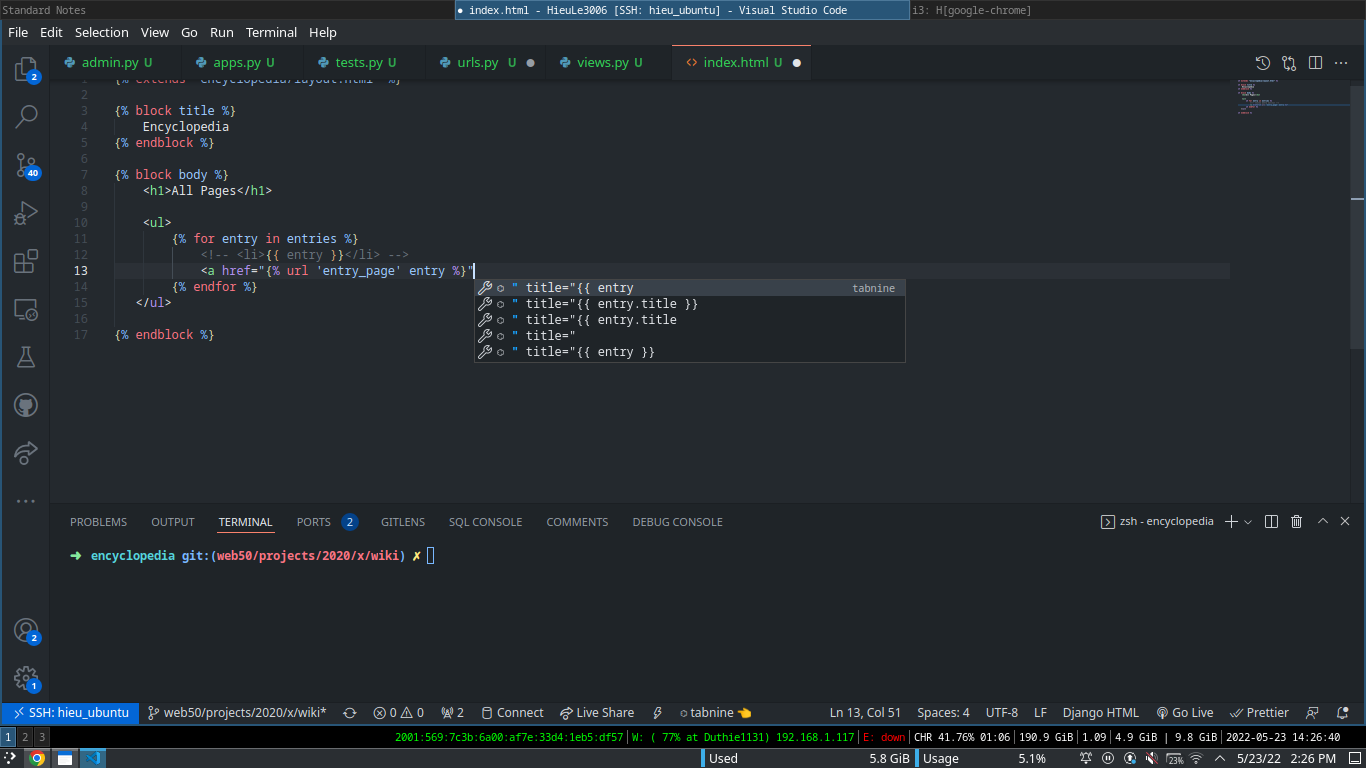 Standard Notes
● index.html - HieuLe3006 [SSH: hieu_ubuntu] - Visual Studio Code
i3: H[google-chrome]
File Edit Selection View Go Run Terminal Help
admin.py U
apps.py U
tests.py U
urls.py U
views.py U
index.html U
2
40
1 {% extends "encyclopedia/layout.html" %}
2
3 {% block title %}
4 Encyclopedia
5 {% endblock %}
6
7 {% block body %}
8 <h1>All Pages</h1>
9
10 <ul>
11 {% for entry in entries %}
12 <!-- <li>{{ entry }}</li> -->
13 <a href="{% url 'entry_page' entry %}"
14 {% endfor %}
15 </ul>
16
17 {% endblock %}
" title="{{ entry tabnine
" title="{{ entry.title }}
" title="{{ entry.title
" title="
" title="{{ entry }}
PROBLEMS OUTPUT TERMINAL PORTS 2 GITLENS SQL CONSOLE COMMENTS DEBUG CONSOLE
zsh - encyclopedia
➜ encyclopedia git:(web50/projects/2020/x/wiki) ✗
2
1
SSH: hieu_ubuntu web50/projects/2020/x/wiki* 0 0 2 Connect Live Share tabnine Ln 13, Col 51 Spaces: 4 UTF-8 LF Django HTML Go Live Prettier
1 2 3
2001:569:7c3b:6a00:af7e:33d4:1eb5:df57 W: ( 77% at Duthie1131) 192.168.1.117 E: down CHR 41.76% 01:06 190.9 GiB 1.09 4.9 GiB | 9.8 GiB 2022-05-23 14:26:40
Used 5.8 GiB Usage 5.1% 23% 5/23/22 2:26 PM